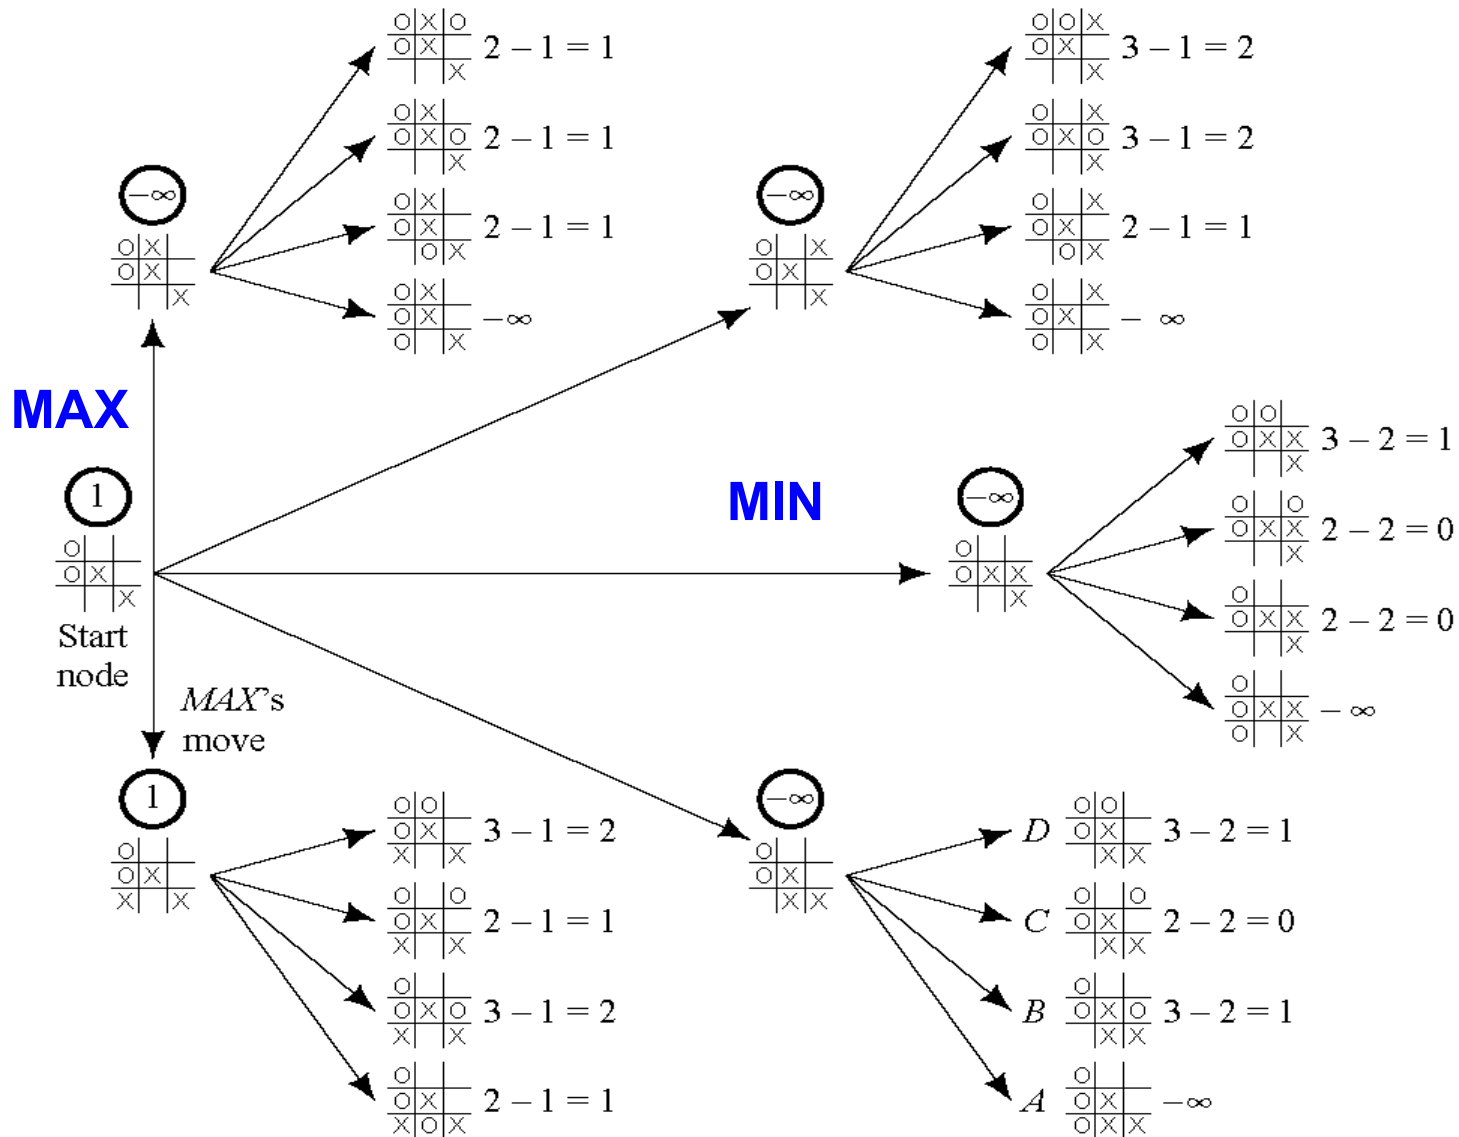 −∞
O X
O X
X
O X O
O X
X
2 – 1 = 1
O X
O X O
X
2 – 1 = 1
O X
O X
O X
2 – 1 = 1
O X
O X
O X
−∞
−∞
O X
O X
X
O O X
O X
X
3 – 1 = 2
O X
O X O
X
3 – 1 = 2
O X
O X
O X
2 – 1 = 1
O X
O X
O X
− ∞
MAX
1
O
O X
X
Start
node
MAX's
move
MIN
−∞
O
O X X
X
O O
O X X
X
3 – 2 = 1
O O
O X X
X
2 – 2 = 0
O
O X X
X
2 – 2 = 0
O
O X X
O X
− ∞
1
O
O X
X X
O O
O X
X X
3 – 1 = 2
O O
O X
X X
2 – 1 = 1
O
O X O
X X
3 – 1 = 2
O
O X
X O X
2 – 1 = 1
−∞
O
O X
X X
D
O O
O X
X X
3 – 2 = 1
C
O O
O X
X X
2 – 2 = 0
B
O
O X O
X X
3 – 2 = 1
A
O
O X
O X X
−∞